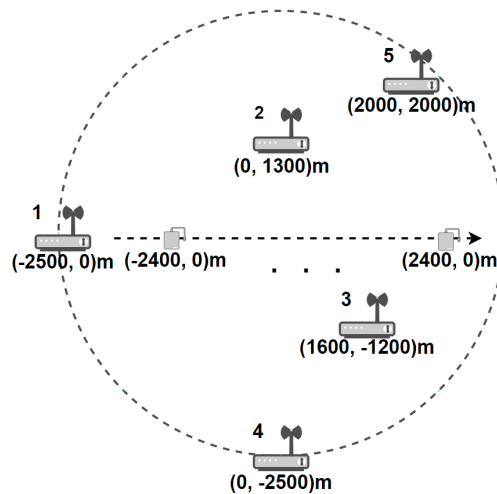 5
(2000, 2000)m
2
(0, 1300)m
1
(-2500, 0)m
(-2400, 0)m
(2400, 0)m
. . .
3
(1600, -1200)m
4
(0, -2500)m